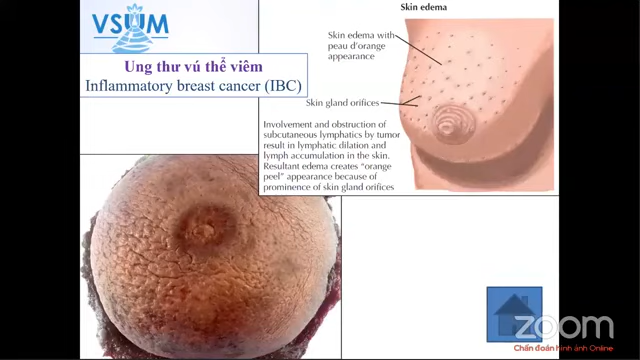 VSUM
Ung thư vú thể viêm
Inflammatory breast cancer (IBC)
Skin edema
Skin edema with
peau d'orange
appearance
Skin gland orifices
Involvement and obstruction of
subcutaneous lymphatics by tumor
result in lymphatic dilation and
lymph accumulation in the skin.
Resultant edema creates “orange
peel” appearance because of
prominence of skin gland orifices
zoom
Chẩn đoán hình ảnh Online